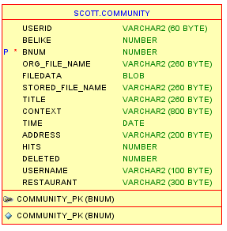 SCOTT.COMMUNITY
USERID VARCHAR2 (60 BYTE)
BELIKE NUMBER
P * BNUM NUMBER
ORG_FILE_NAME VARCHAR2 (260 BYTE)
FILEDATA BLOB
STORED_FILE_NAME VARCHAR2 (260 BYTE)
TITLE VARCHAR2 (260 BYTE)
CONTEXT VARCHAR2 (800 BYTE)
TIME DATE
ADDRESS VARCHAR2 (200 BYTE)
HITS NUMBER
DELETED NUMBER
USERNAME VARCHAR2 (100 BYTE)
RESTAURANT VARCHAR2 (300 BYTE)
COMMUNITY_PK (BNUM)
COMMUNITY_PK (BNUM)